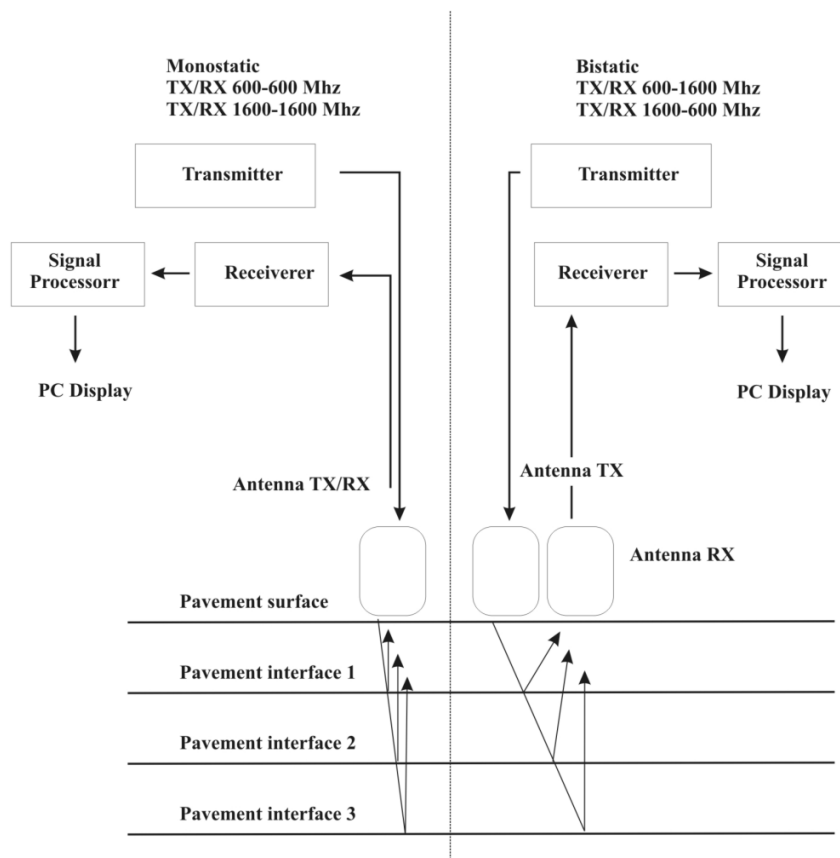 Monostatic
TX/RX 600-600 Mhz
TX/RX 1600-1600 Mhz
Transmitter
Signal
Processorr
Receiverer
PC Display
Antenna TX/RX
Bistatic
TX/RX 600-1600 Mhz
TX/RX 1600-600 Mhz
Transmitter
Receiverer
Signal
Processorr
PC Display
Antenna TX
Antenna RX
Pavement surface
Pavement interface 1
Pavement interface 2
Pavement interface 3